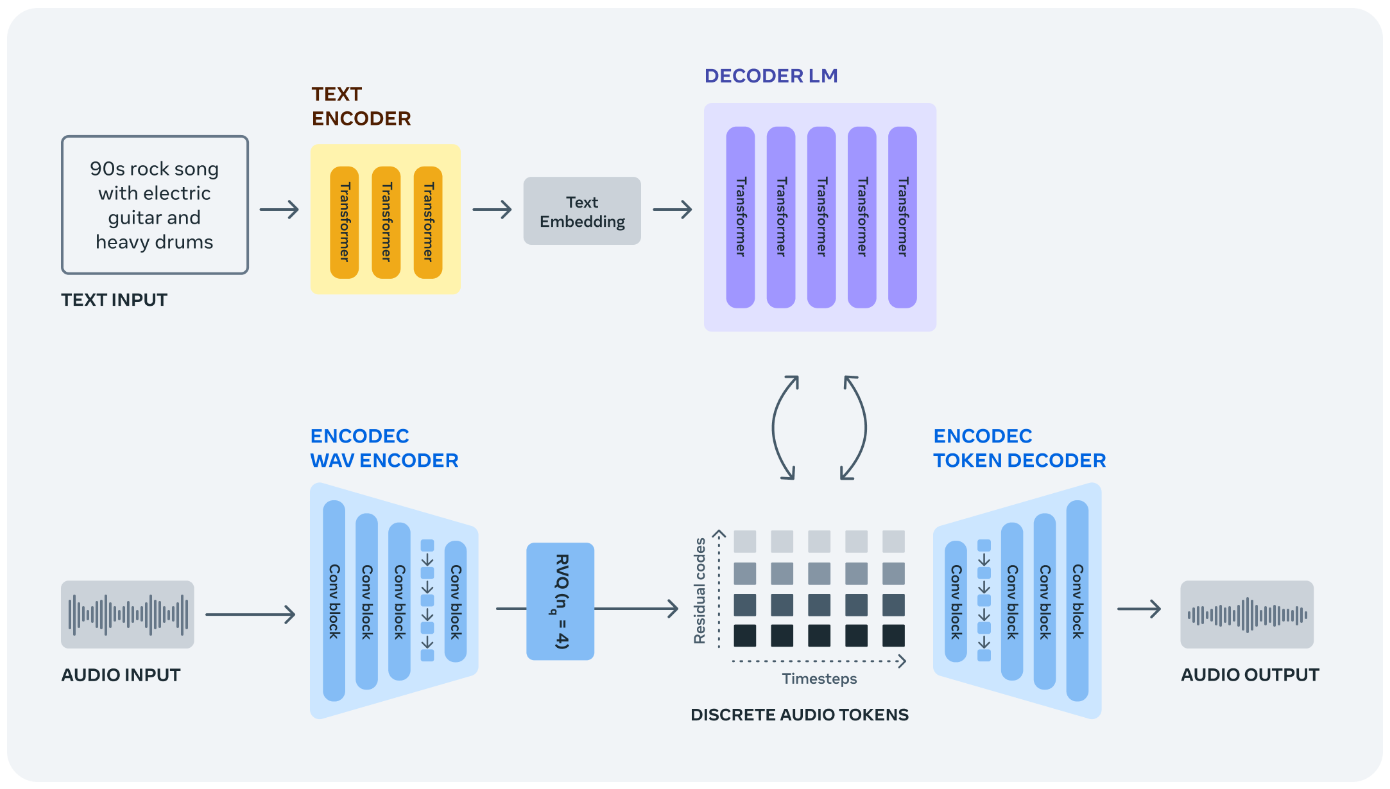 TEXT
ENCODER
DECODER LM
90s rock song
with electric
guitar and
heavy drums
TEXT INPUT
Transformer
Transformer
Transformer
Text
Embedding
Transformer
Transformer
Transformer
Transformer
Transformer
ENCODEC
WAV ENCODER
ENCODEC
TOKEN DECODER
AUDIO INPUT
Conv block
Conv block
Conv block
Conv block
RVQ (nq = 4)
Residual codes
Timesteps
DISCRETE AUDIO TOKENS
Conv block
Conv block
Conv block
Conv block
AUDIO OUTPUT